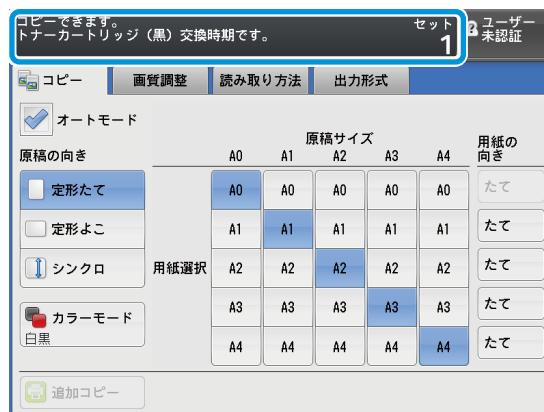 コピーできます。
トナーカートリッジ（黒）交換時期です。
セット
1
ユーザー
未認証
コピー 画質調整 読み取り方法 出力形式
オートモード
原稿サイズ
原稿の向き A0 A1 A2 A3 A4 用紙の向き
定形たて A0 A0 A0 A0 A0 たて
定形よこ A1 A1 A1 A1 A1 たて
シンクロ 用紙選択 A2 A2 A2 A2 A2 たて
カラーモード A3 A3 A3 A3 A3 たて
白黒 A4 A4 A4 A4 A4 たて
追加コピー